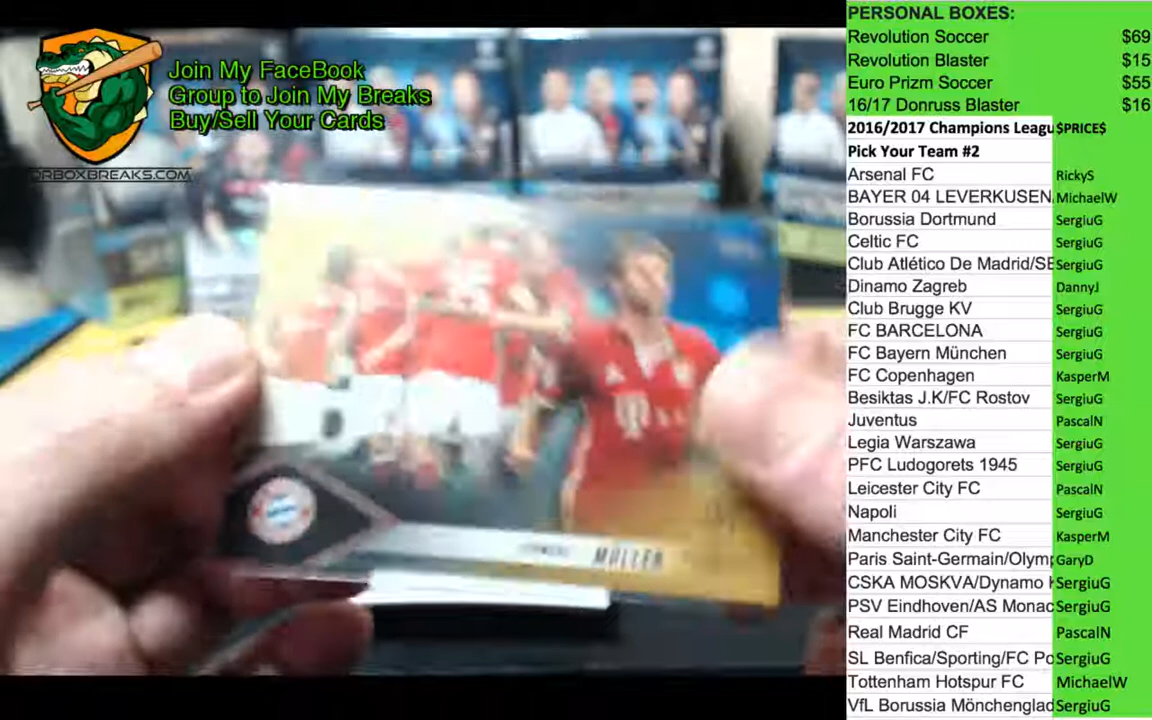 Join My FaceBook
Group to Join My Breaks
Buy/Sell Your Cards
ORBOXBREAKS.COM
MÜLLER
PERSONAL BOXES:
Revolution Soccer $69
Revolution Blaster $15
Euro Prizm Soccer $55
16/17 Donruss Blaster $16
2016/2017 Champions Leagu $PRICE$
Pick Your Team #2
Arsenal FC RickyS
BAYER 04 LEVERKUSEN MichaelW
Borussia Dortmund SergiuG
Celtic FC SergiuG
Club Atlético De Madrid/SE SergiuG
Dinamo Zagreb DannyJ
Club Brugge KV SergiuG
FC BARCELONA SergiuG
FC Bayern München SergiuG
FC Copenhagen KasperM
Besiktas J.K/FC Rostov SergiuG
Juventus PascalN
Legia Warszawa SergiuG
PFC Ludogorets 1945 SergiuG
Leicester City FC PascalN
Napoli SergiuG
Manchester City FC KasperM
Paris Saint-Germain/Olym GaryD
CSKA MOSKVA/Dynamo SergiuG
PSV Eindhoven/AS Monac SergiuG
Real Madrid CF PascalN
SL Benfica/Sporting/FC Po SergiuG
Tottenham Hotspur FC MichaelW
VfL Borussia Mönchenglad SergiuG